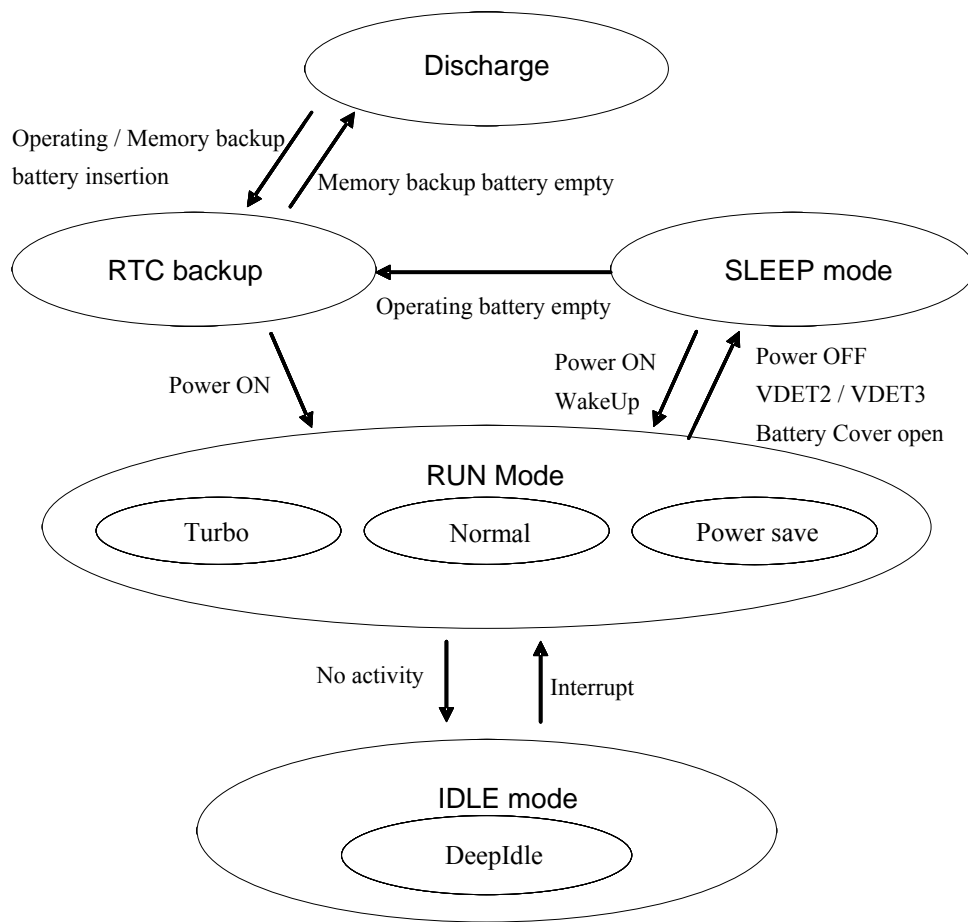 Discharge
Operating / Memory backup
battery insertion
Memory backup battery empty
RTC backup
SLEEP mode
Operating battery empty
Power ON
Power ON
WakeUp
Power OFF
VDET2 / VDET3
Battery Cover open
RUN Mode
Turbo
Normal
Power save
No activity
Interrupt
IDLE mode
DeepIdle